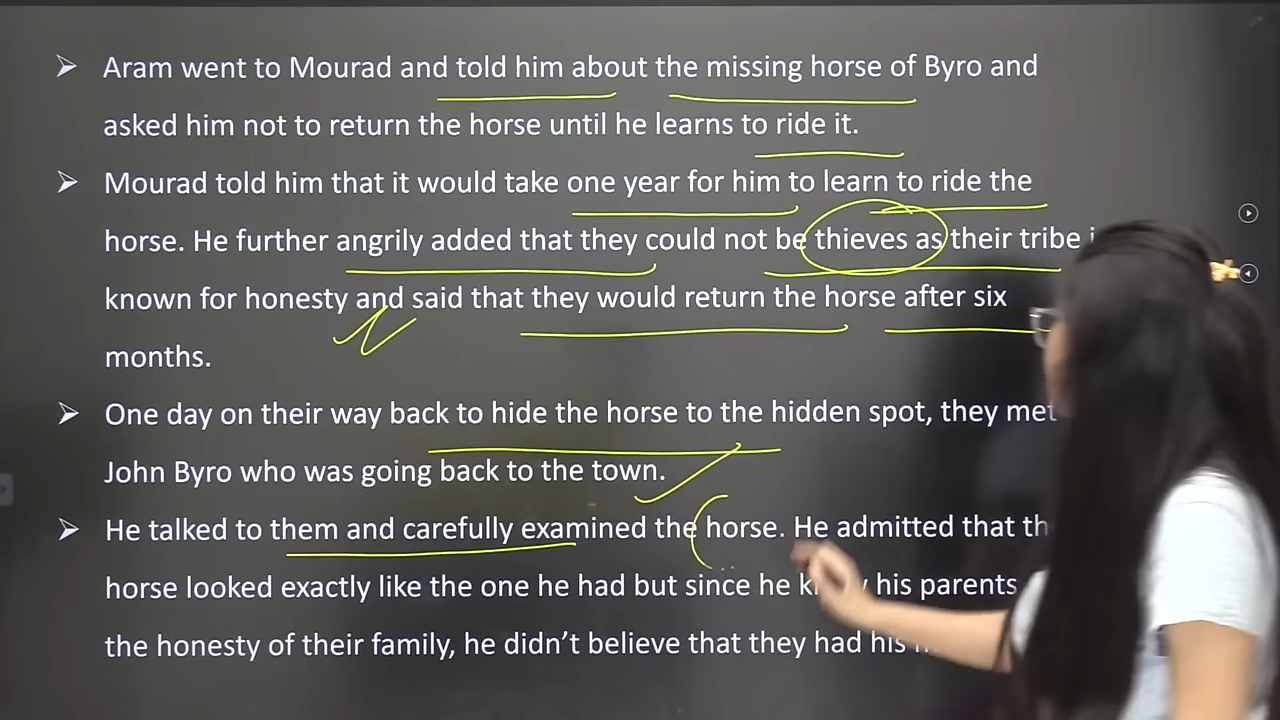 ➢ Aram went to Mourad and told him about the missing horse of Byro and
asked him not to return the horse until he learns to ride it.
➢ Mourad told him that it would take one year for him to learn to ride the
horse. He further angrily added that they could not be thieves as their tribe
known for honesty and said that they would return the horse after six
months.
➢ One day on their way back to hide the horse to the hidden spot, they met
John Byro who was going back to the town.
➢ He talked to them and carefully examined the horse. He admitted that
horse looked exactly like the one he had but since he his parents
the honesty of their family, he didn't believe that they had his